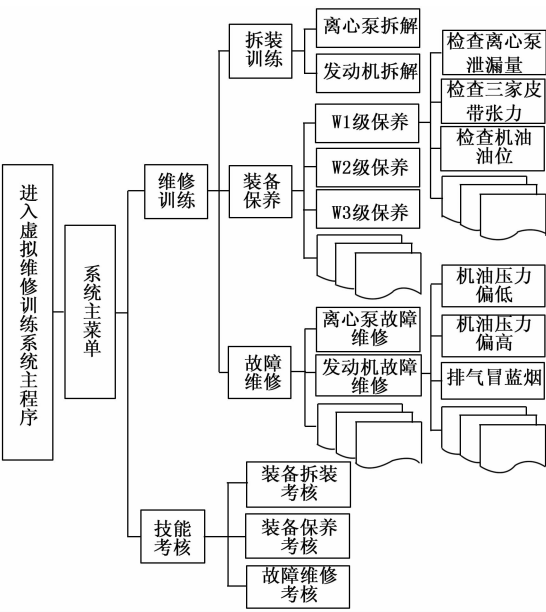 进入虚拟维修训练系统主程序
系统主菜单
维修
训练
拆装
训练
离心泵拆解
发动机拆解
装备
保养
W1级保养
检查离心泵
泄漏量
检查三家皮
带张力
检查机油
油位
W2级保养
W3级保养
故障
维修
离心泵故障
维修
发动机故障
维修
机油压力
偏低
机油压力
偏高
排气冒蓝烟
技能
考核
装备拆装
考核
装备保养
考核
故障维修
考核